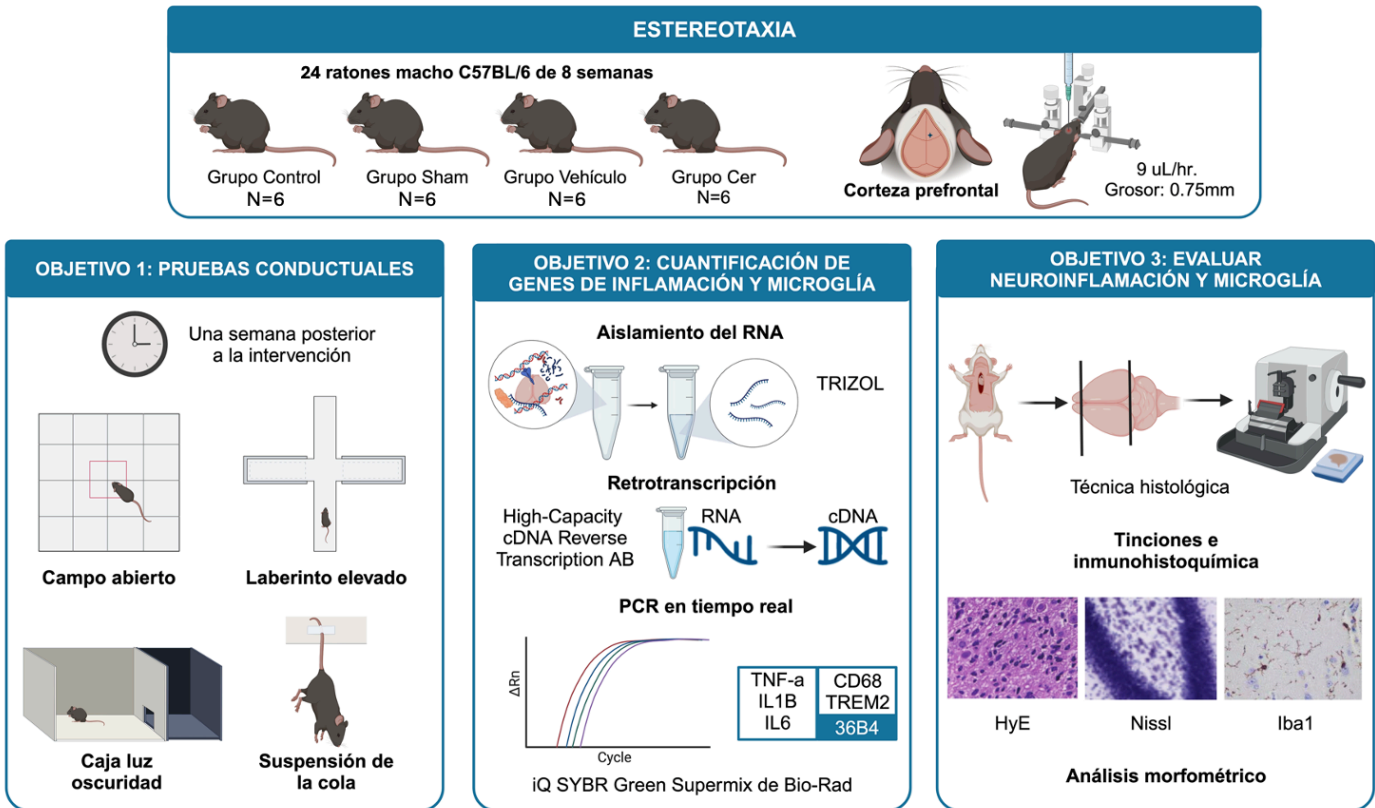 ESTEREOTAXIA
24 ratones macho C57BL/6 de 8 semanas
Grupo Control
N=6
Grupo Sham
N=6
Grupo Vehículo
N=6
Grupo Cer
N=6
Corteza prefrontal
9 uL/hr.
Grosor: 0.75mm
OBJETIVO 1: PRUEBAS CONDUCTUALES
Una semana posterior
a la intervención
Campo abierto
Laberinto elevado
Caja luz
oscuridad
Suspensión de
la cola
OBJETIVO 2: CUANTIFICACIÓN DE
GENES DE INFLAMACIÓN Y MICROGLÍA
Aislamiento del RNA
TRIZOL
Retrotranscripción
High-Capacity
cDNA Reverse
Transcription AB
RNA
cDNA
PCR en tiempo real
ΔRn
Cycle
TNF-a
IL1B
IL6
CD68
TREM2
36B4
iQ SYBR Green Supermix de Bio-Rad
OBJETIVO 3: EVALUAR
NEUROINFLAMACIÓN Y MICROGLÍA
Técnica histológica
Tinciones e
inmunohistoquímica
HyE
Nissl
Iba1
Análisis morfométrico